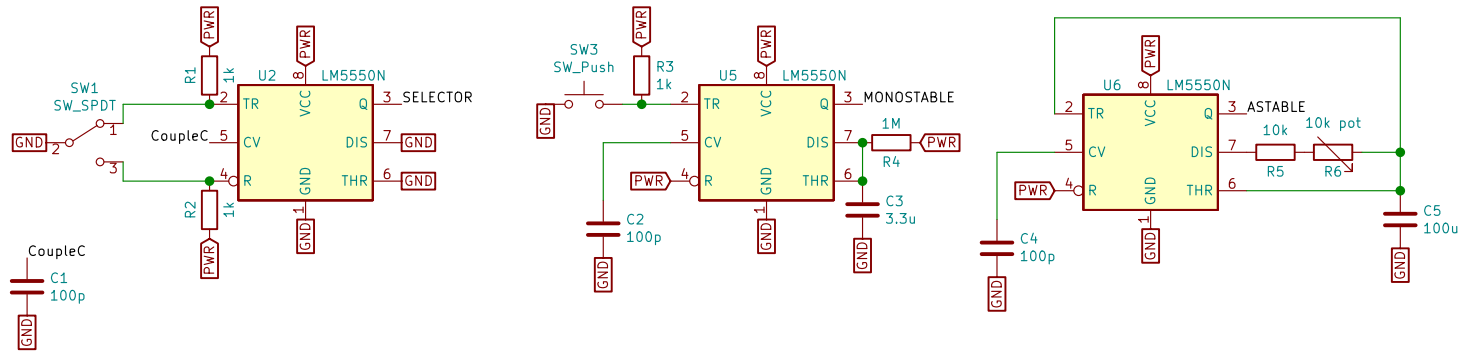 PWR
R1
1k
SW1
SW_SPDT
1
2
3
GND
CoupleC
U2
LM5550N
PWR
8
VCC
2
TR
5
CV
4
R
Q
3
SELECTOR
DIS
7
GND
THR
6
GND
GND
1
GND
R2
1k
PWR
CoupleC
C1
100p
GND
SW3
SW_Push
GND
PWR
R3
1k
U5
LM5550N
PWR
8
VCC
2
TR
5
CV
PWR
4
R
Q
3
MONOSTABLE
DIS
7
1M
R4
PWR
THR
6
GND
1
GND
C2
100p
GND
C3
3.3u
GND
U6
LM5550N
PWR
8
VCC
2
TR
5
CV
PWR
4
R
Q
3
ASTABLE
DIS
7
10k
R5
10k pot
R6
THR
6
GND
1
GND
C4
100p
GND
C5
100u
GND